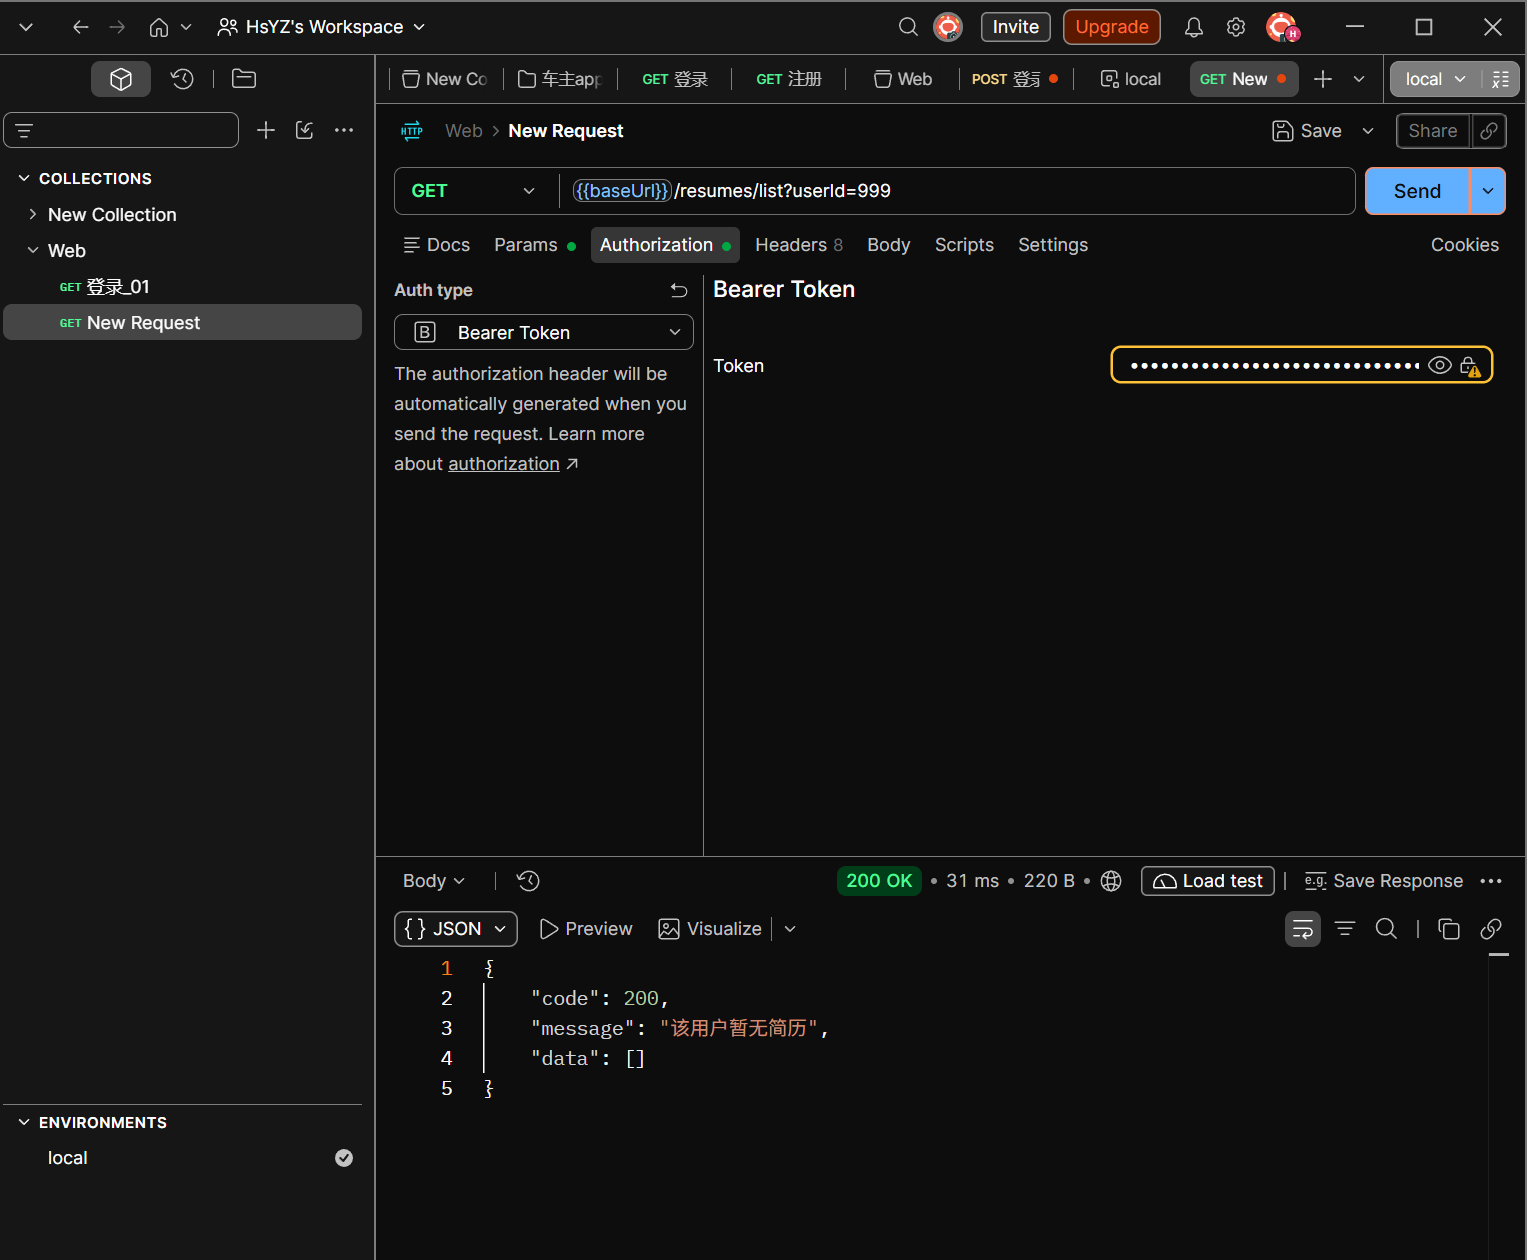 HsYZ's Workspace
Invite
Upgrade
H
New Co
车主app
GET 登录
GET 注册
Web
POST
local
GET New
local
HTTP
Web > New Request
Save
Share
COLLECTIONS
New Collection
Web
GET 登录_01
GET New Request
GET
{{baseUrl}}/resumes/list?userId=999
Send
Docs
Params
Authorization
Headers 8
Body
Scripts
Settings
Cookies
Auth type
B Bearer Token
The authorization header will be
automatically generated when you
send the request. Learn more
about authorization ↗
Bearer Token
Token
••••••••••••••••••••••••••••
Body
200 OK • 31 ms • 220 B •
Load test
e.g. Save Response
{} JSON
Preview
Visualize
1 {
2 "code": 200,
3 "message": "该用户暂无简历",
4 "data": []
5 }
ENVIRONMENTS
local